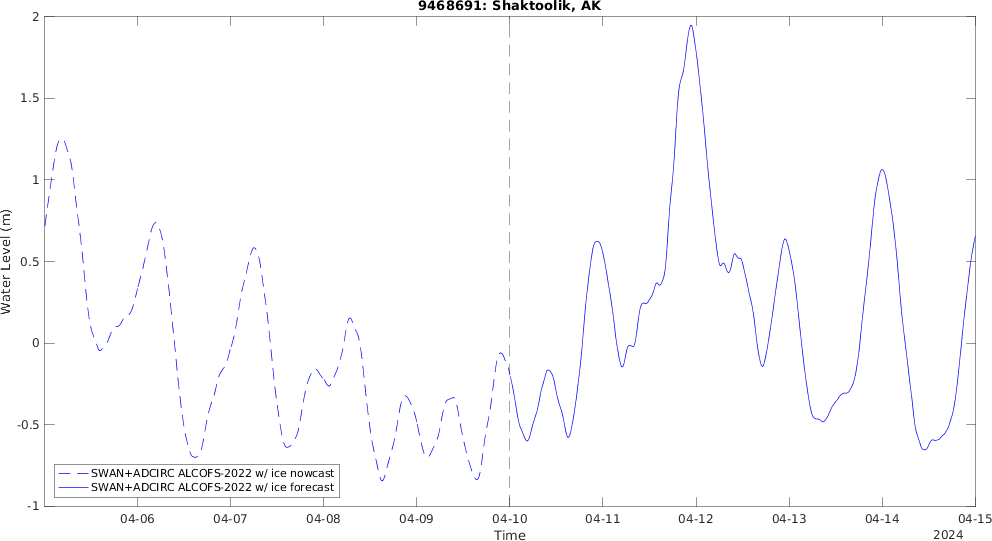 9468691: Shaktoolik, AK
2
1.5
1
0.5
0
-0.5
-1
Water Level (m)
SWAN+ADCIRC ALCOFS-2022 w/ ice nowcast
SWAN+ADCIRC ALCOFS-2022 w/ ice forecast
04-06 04-07 04-08 04-09 04-10 04-11 04-12 04-13 04-14 04-15
Time
2024